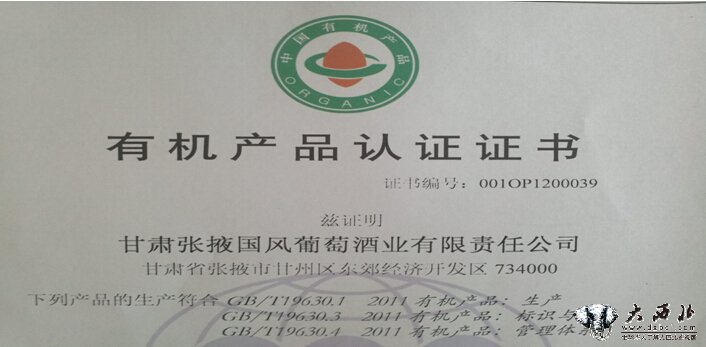 中国有机产品
ORGANIC
有机产品认证证书
证书编号：001OP1200039
兹证明
甘肃张掖国风葡萄酒业有限责任公司
甘肃省张掖市甘州区东郊经济开发区 734000
下列产品的生产符合 GB/T19630.1 2011 有机产品：生产
GB/T19630.3 2011 有机产品：标识与
GB/T19630.4 2011 有机产品：管理体系
大西北